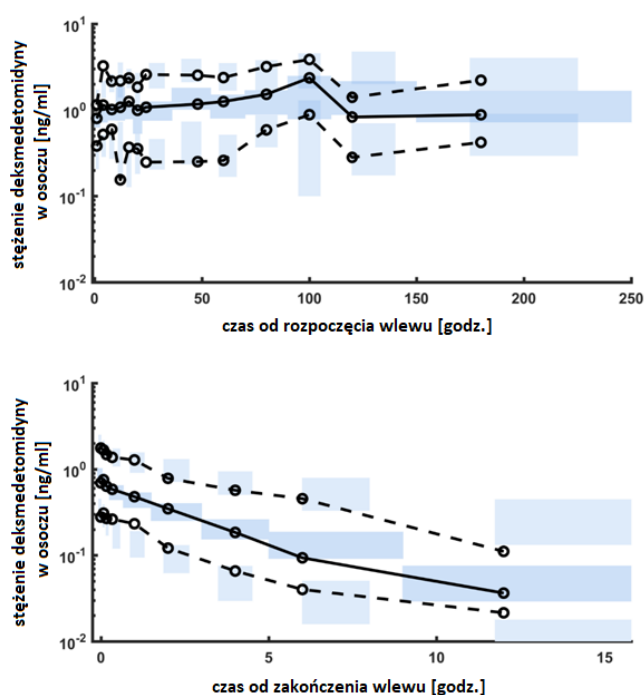 10¹
10⁰
10⁻¹
10⁻²
0 50 100 150 200 250
stężenie deksmedetomidyny
w osoczu [ng/ml]
czas od rozpoczęcia wlewu [godz.]
10¹
10⁰
10⁻¹
10⁻²
0 5 10 15
stężenie deksmedetomidyny
w osoczu [ng/ml]
czas od zakończenia wlewu [godz.]